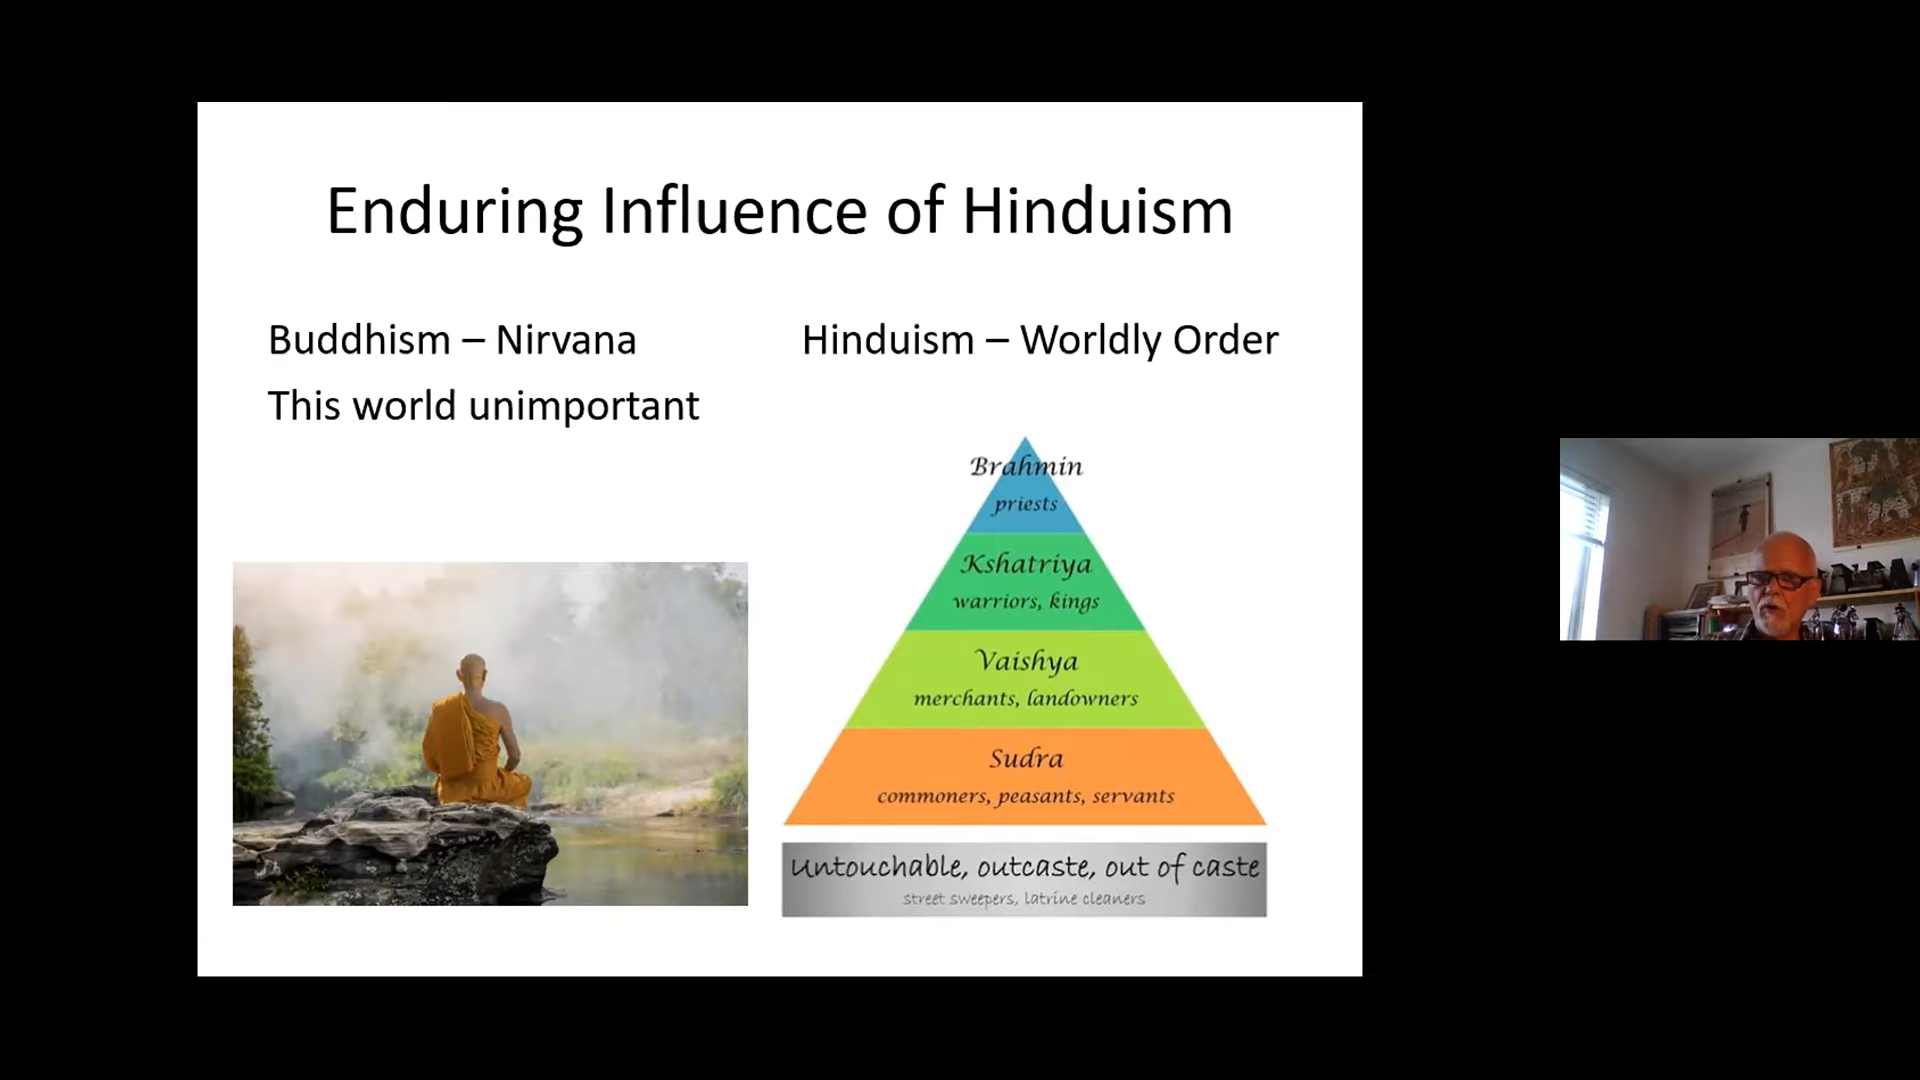 Enduring Influence of Hinduism
Buddhism – Nirvana
This world unimportant
Hinduism – Worldly Order
Brahmin
priests
Kshatriya
warriors, kings
Vaishya
merchants, landowners
Sudra
commoners, peasants, servants
Untouchable, outcaste, out of caste
street sweepers, latrine cleaners